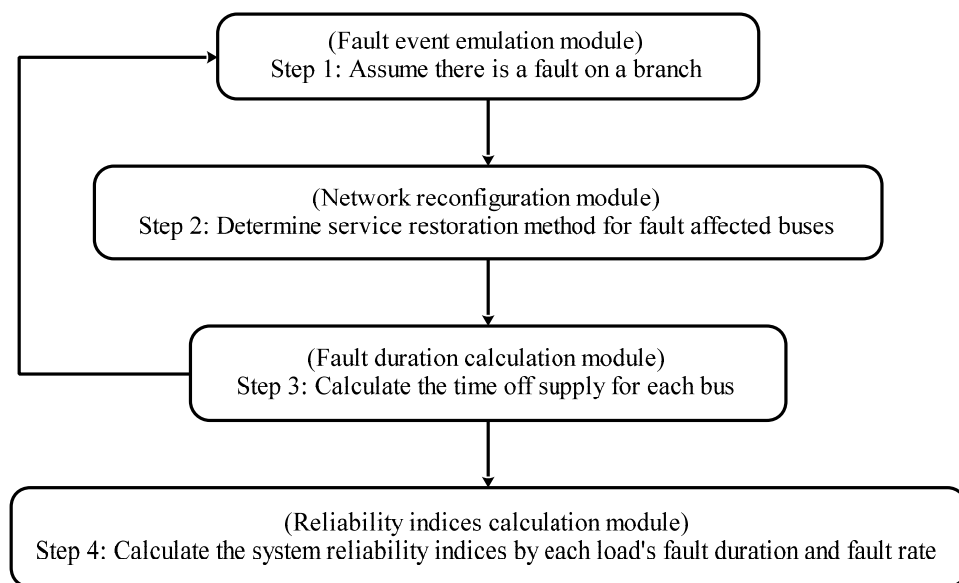 (Fault event emulation module)
Step 1: Assume there is a fault on a branch
(Network reconfiguration module)
Step 2: Determine service restoration method for fault affected buses
(Fault duration calculation module)
Step 3: Calculate the time off supply for each bus
(Reliability indices calculation module)
Step 4: Calculate the system reliability indices by each load's fault duration and fault rate